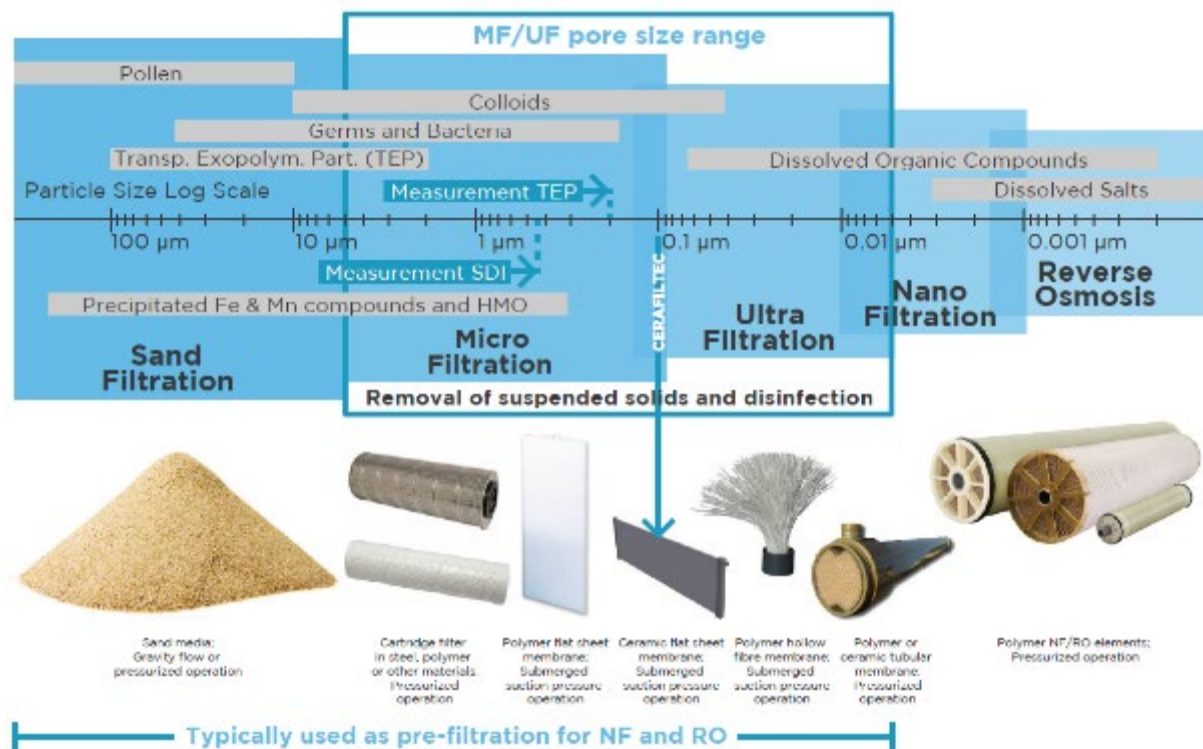 MF/UF pore size range
Pollen
Colloids
Germs and Bacteria
Transp. Exopolym. Part. (TEP)
Dissolved Organic Compounds
Particle Size Log Scale
Measurement TEP
Dissolved Salts
100 µm
10 µm
1 µm
0.1 µm
0.01 µm
0.001 µm
Measurement SDI
CERAFILTEC
Precipitated Fe & Mn compounds and HMO
Sand
Filtration
Micro
Filtration
Ultra
Filtration
Nano
Filtration
Reverse
Osmosis
Removal of suspended solids and disinfection
Sand media;
Gravity flow or
pressurized operation
Cartridge filter
in steel, polymer
or other materials;
Pressurized
operation
Polymer flat sheet
membrane;
Submerged
suction pressure
operation
Ceramic flat sheet
membrane;
Submerged
suction pressure
operation
Polymer hollow
fibre membrane;
Submerged
suction pressure
operation
Polymer or
ceramic tubular
membrane;
Pressurized
operation
Polymer NF/RO elements;
Pressurized operation
Typically used as pre-filtration for NF and RO